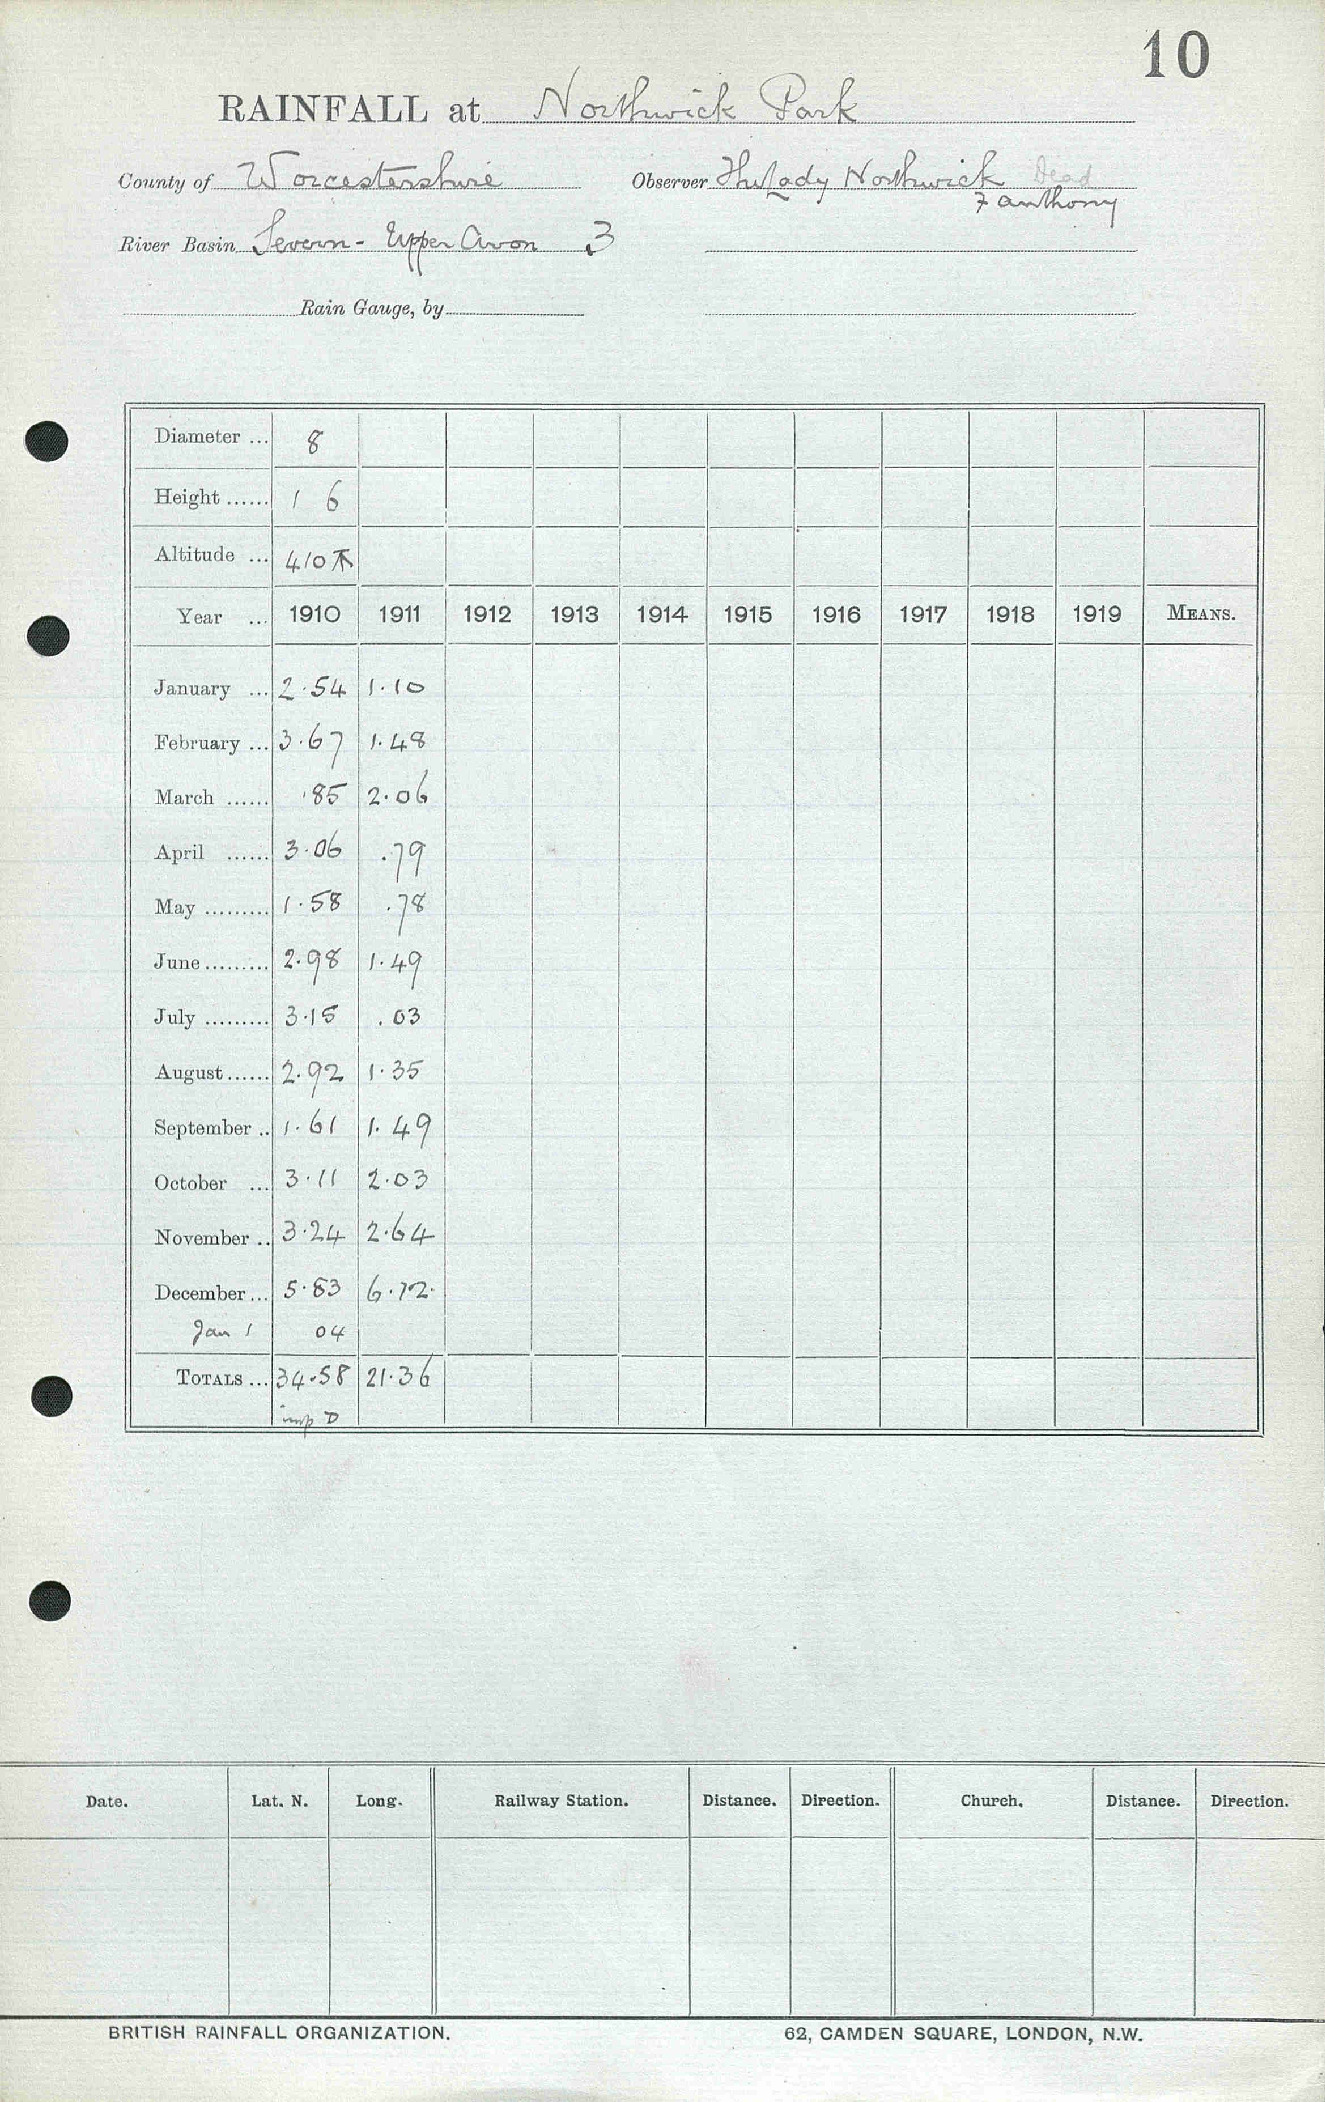 10
RAINFALL at Northwick Park
County of Worcestershire Observer The Lady Northwick Dead
F Anthony
River Basin Severn - Upper Avon 3
Rain Gauge, by
Diameter ... 8
Height ...... 1 6
Altitude ... 410
Year ... 1910 1911 1912 1913 1914 1915 1916 1917 1918 1919 MEANS.
January ... 2.54 1.10
February ... 3.67 1.48
March ...... .85 2.06
April ...... 3.06 .79
May ......... 1.58 .78
June ......... 2.98 1.49
July ......... 3.15 .03
August ...... 2.92 1.35
September .. 1.61 1.49
October ... 3.11 2.03
November .. 3.24 2.64
December ... 5.83 6.12
Jan 1 04
TOTALS ... 34.58 21.36
imp D
Date. Lat. N. Long. Railway Station. Distance. Direction. Church. Distance. Direction.
BRITISH RAINFALL ORGANIZATION. 62, CAMDEN SQUARE, LONDON, N.W.